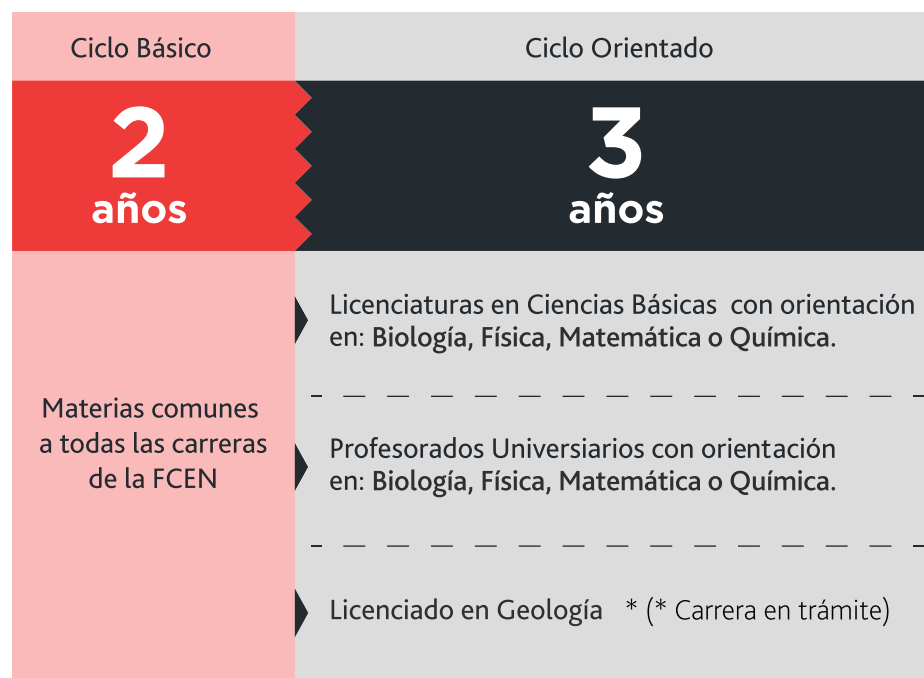 Ciclo Básico
Ciclo Orientado
2
años
3
años
Materias comunes
a todas las carreras
de la FCEN
Licenciaturas en Ciencias Básicas con orientación
en: Biología, Física, Matemática o Química.
Profesorados Universiarios con orientación
en: Biología, Física, Matemática o Química.
Licenciado en Geología * (* Carrera en trámite)